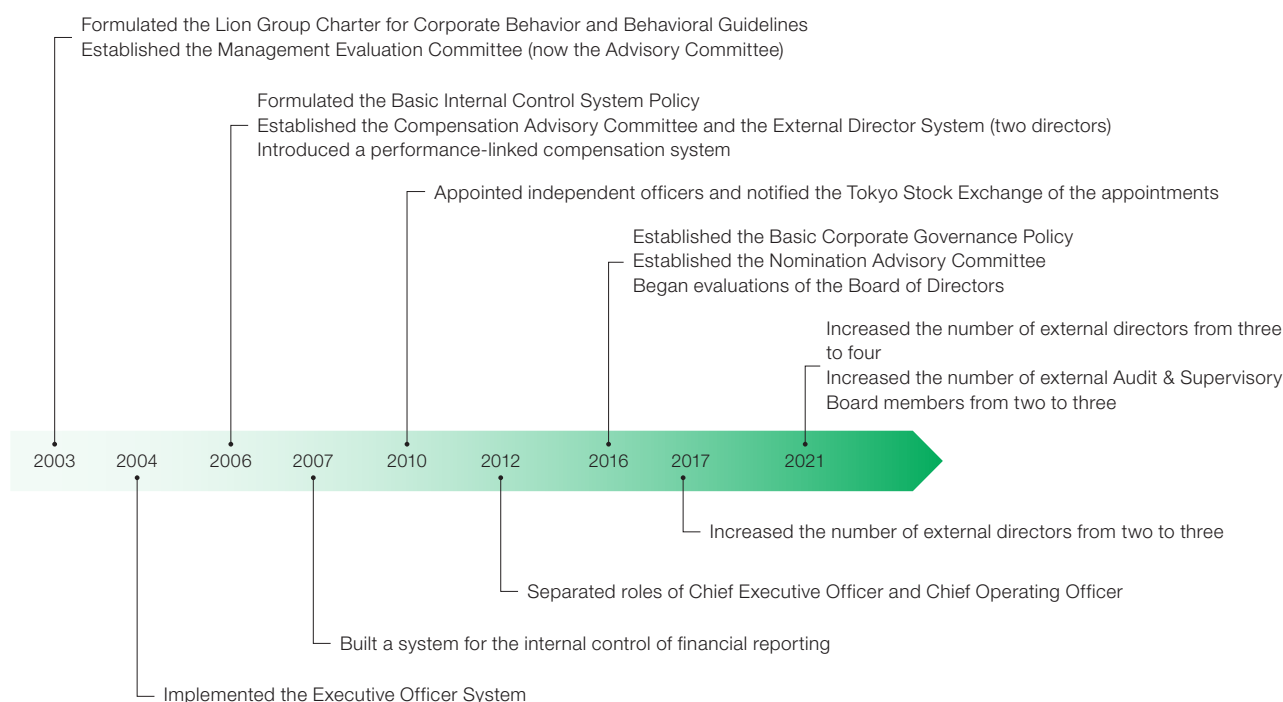 Formulated the Lion Group Charter for Corporate Behavior and Behavioral Guidelines
Established the Management Evaluation Committee (now the Advisory Committee)
Formulated the Basic Internal Control System Policy
Established the Compensation Advisory Committee and the External Director System (two directors)
Introduced a performance-linked compensation system
Appointed independent officers and notified the Tokyo Stock Exchange of the appointments
Established the Basic Corporate Governance Policy
Established the Nomination Advisory Committee
Began evaluations of the Board of Directors
Increased the number of external directors from three
to four
Increased the number of external Audit & Supervisory
Board members from two to three
2003 2004 2006 2007 2010 2012 2016 2017 2021
Increased the number of external directors from two to three
Separated roles of Chief Executive Officer and Chief Operating Officer
Built a system for the internal control of financial reporting
Implemented the Executive Officer System